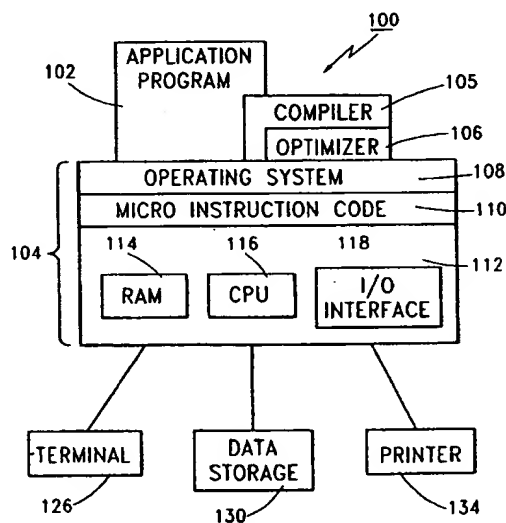 100
APPLICATION
PROGRAM
102
105
COMPILER
106
OPTIMIZER
OPERATING SYSTEM
108
MICRO INSTRUCTION CODE
110
104
114
116
118
112
RAM
CPU
I/O
INTERFACE
TERMINAL
DATA
STORAGE
PRINTER
126
130
134